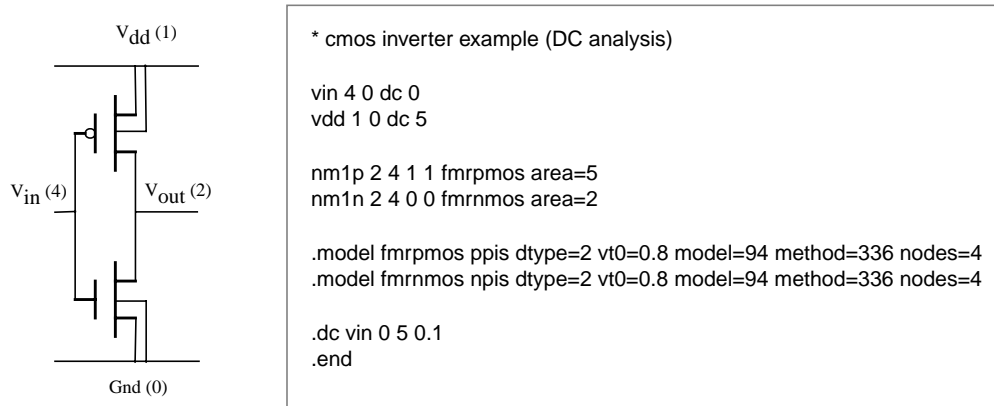 Vdd (1)
Vin (4)
Vout (2)
Gnd (0)
* cmos inverter example (DC analysis)
vin 4 0 dc 0
vdd 1 0 dc 5
nm1p 2 4 1 1 fmrpmos area=5
nm1n 2 4 0 0 fmrnmos area=2
.model fmrpmos ppis dtype=2 vt0=0.8 model=94 method=336 nodes=4
.model fmrnmos npis dtype=2 vt0=0.8 model=94 method=336 nodes=4
.dc vin 0 5 0.1
.end